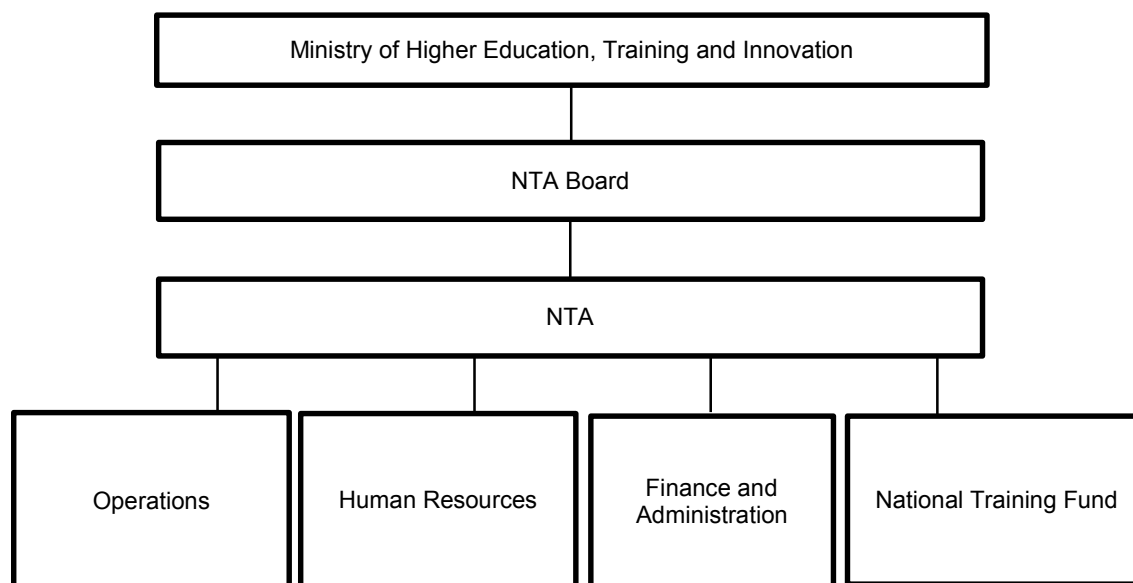 Ministry of Higher Education, Training and Innovation
NTA Board
NTA
Operations
Human Resources
Finance and
Administration
National Training Fund